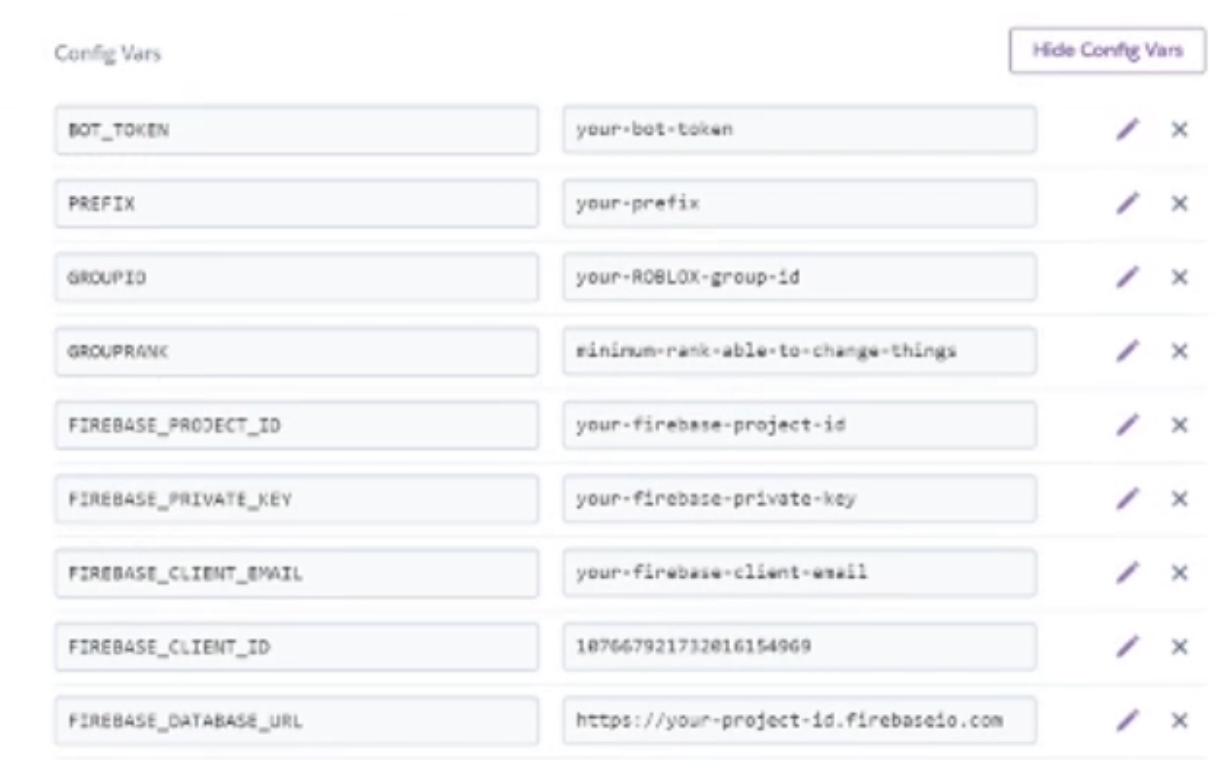 Config Vars
Hide Config Vars
BOT_TOKEN your-bot-token
PREFIX your-prefix
GROUPID your-ROBLOX-group-id
GROUPRANK minimum-rank-able-to-change-things
FIREBASE_PROJECT_ID your-firebase-project-id
FIREBASE_PRIVATE_KEY your-firebase-private-key
FIREBASE_CLIENT_EMAIL your-firebase-client-email
FIREBASE_CLIENT_ID 107667921732016154969
FIREBASE_DATABASE_URL https://your-project-id.firebaseio.com